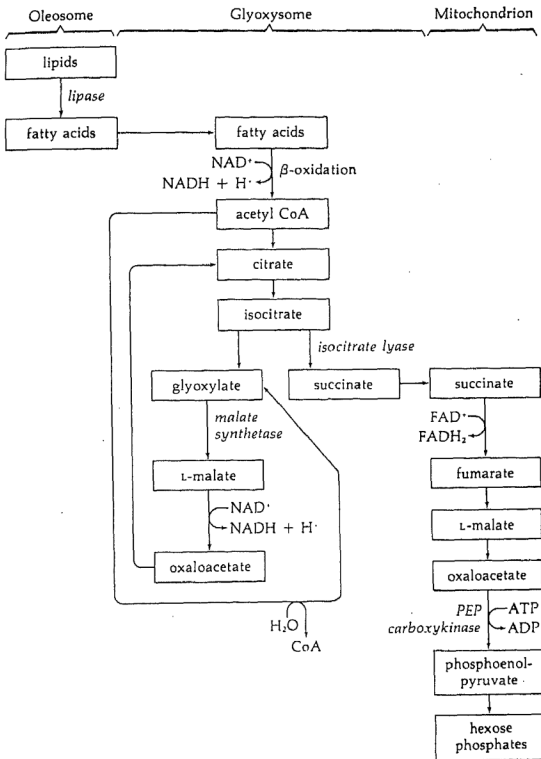 Oleosome Glyoxysome Mitochondrion
lipids
lipase
fatty acids fatty acids
NAD⁺
NADH + H⁺
β-oxidation
acetyl CoA
citrate
isocitrate
isocitrate lyase
glyoxylate succinate succinate
malate
synthetase
FAD⁺
FADH₂
L-malate fumarate
NAD⁺
NADH + H⁺
L-malate
oxaloacetate oxaloacetate
H₂O
CoA
PEP
carboxykinase
ATP
ADP
phosphoenol-
pyruvate
hexose
phosphates